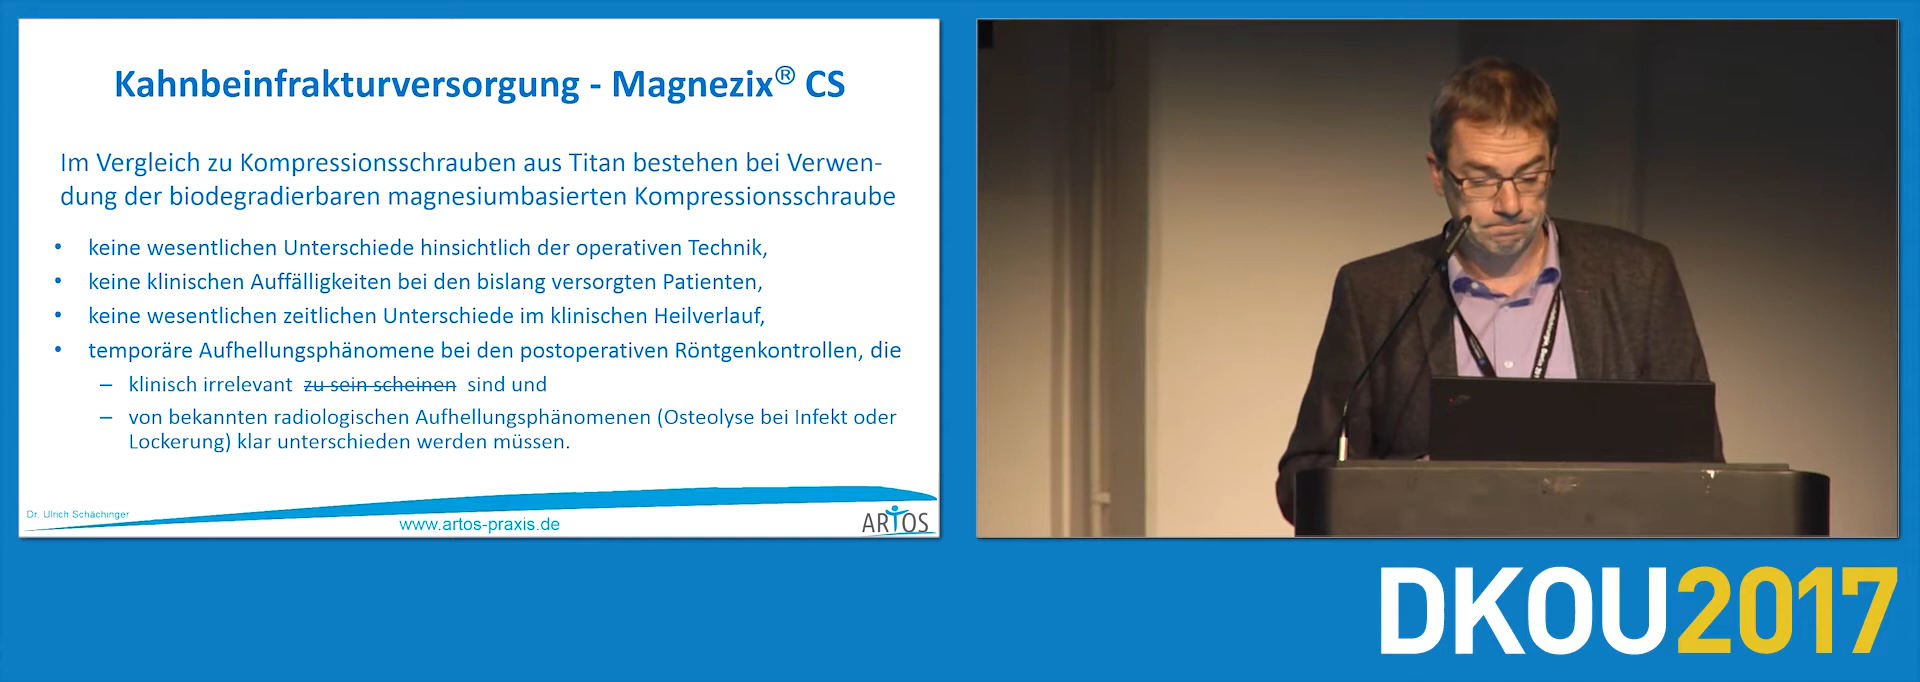 Kahnbeinfrakturversorgung - Magnezix® CS
Im Vergleich zu Kompressionsschrauben aus Titan bestehen bei Verwen-
dung der biodegradierbaren magnesiumbasierten Kompressionsschraube
• keine wesentlichen Unterschiede hinsichtlich der operativen Technik,
• keine klinischen Auffälligkeiten bei den bislang versorgten Patienten,
• keine wesentlichen zeitlichen Unterschiede im klinischen Heilverlauf,
• temporäre Aufhellungsphänomene bei den postoperativen Röntgenkontrollen, die
– klinisch irrelevant zu sein scheinen sind und
– von bekannten radiologischen Aufhellungsphänomenen (Osteolyse bei Infekt oder
Lockerung) klar unterschieden werden müssen.
Dr. Ulrich Schächinger
www.artos-praxis.de
ARTOS
DKOU2017